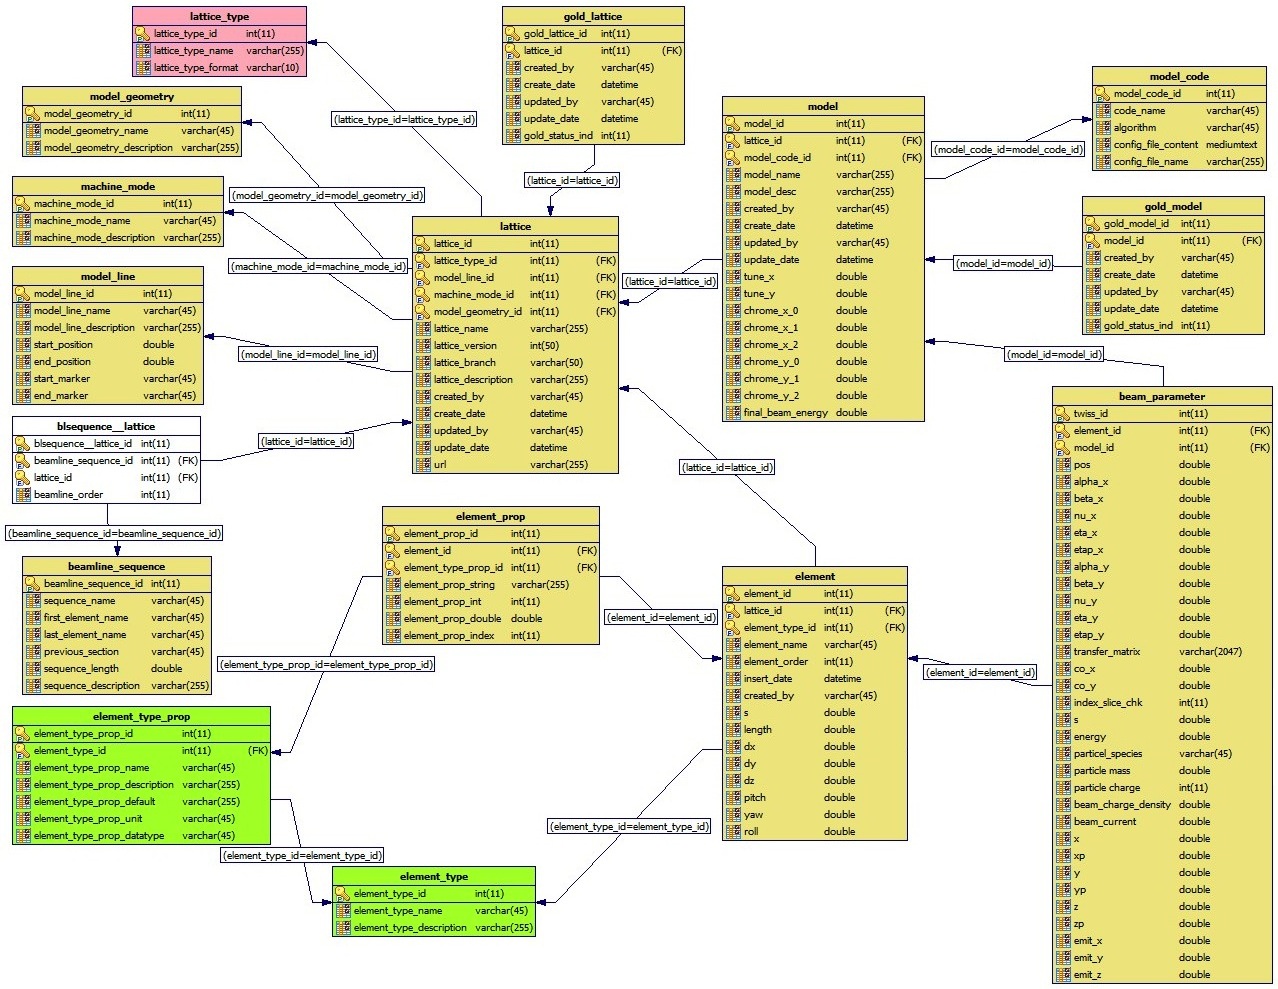 lattice_type
lattice_type_id int(11)
lattice_type_name varchar(255)
lattice_type_format varchar(10)
gold_lattice
gold_lattice_id int(11)
lattice_id int(11) (FK)
created_by varchar(45)
create_date datetime
updated_by varchar(45)
update_date datetime
gold_status_ind int(11)
model_geometry
model_geometry_id int(11)
model_geometry_name varchar(45)
model_geometry_description varchar(255)
machine_mode
machine_mode_id int(11)
machine_mode_name varchar(45)
machine_mode_description varchar(255)
model_line
model_line_id int(11)
model_line_name varchar(45)
model_line_description varchar(255)
start_position double
end_position double
start_marker varchar(45)
end_marker varchar(45)
blsequence__lattice
blsequence__lattice_id int(11)
beamline_sequence_id int(11) (FK)
lattice_id int(11) (FK)
beamline_order int(11)
(beamline_sequence_id=beamline_sequence_id)
beamline_sequence
beamline_sequence_id int(11)
sequence_name varchar(45)
first_element_name varchar(45)
last_element_name varchar(45)
previous_section varchar(45)
sequence_length double
sequence_description varchar(255)
element_type_prop
element_type_prop_id int(11)
element_type_id int(11) (FK)
element_type_prop_name varchar(45)
element_type_prop_description varchar(255)
element_type_prop_default varchar(255)
element_type_prop_unit varchar(45)
element_type_prop_datatype varchar(45)
(element_type_id=element_type_id)
element_type
element_type_id int(11)
element_type_name varchar(45)
element_type_description varchar(255)
(lattice_type_id=lattice_type_id)
(model_geometry_id=model_geometry_id)
(machine_mode_id=machine_mode_id)
(model_line_id=model_line_id)
(lattice_id=lattice_id)
(lattice_id=lattice_id)
lattice
lattice_id int(11)
lattice_type_id int(11) (FK)
model_line_id int(11) (FK)
machine_mode_id int(11) (FK)
model_geometry_id int(11) (FK)
lattice_name varchar(255)
lattice_version int(50)
lattice_branch varchar(50)
lattice_description varchar(255)
created_by varchar(45)
create_date datetime
updated_by varchar(45)
update_date datetime
url varchar(255)
element_prop
element_prop_id int(11)
element_id int(11) (FK)
element_type_prop_id int(11) (FK)
element_prop_string varchar(255)
element_prop_int int(11)
element_prop_double double
element_prop_index int(11)
(element_type_prop_id=element_type_prop_id)
(element_id=element_id)
(element_type_id=element_type_id)
(lattice_id=lattice_id)
(lattice_id=lattice_id)
model
model_id int(11)
lattice_id int(11) (FK)
model_code_id int(11) (FK)
model_name varchar(255)
model_desc varchar(255)
created_by varchar(45)
create_date datetime
updated_by varchar(45)
update_date datetime
tune_x double
tune_y double
chrome_x_0 double
chrome_x_1 double
chrome_x_2 double
chrome_y_0 double
chrome_y_1 double
chrome_y_2 double
final_beam_energy double
element
element_id int(11)
lattice_id int(11) (FK)
element_type_id int(11) (FK)
element_name varchar(45)
element_order int(11)
insert_date datetime
created_by varchar(45)
s double
length double
dx double
dy double
dz double
pitch double
yaw double
roll double
(model_code_id=model_code_id)
model_code
model_code_id int(11)
code_name varchar(45)
algorithm varchar(45)
config_file_content mediumtext
config_file_name varchar(255)
(model_id=model_id)
gold_model
gold_model_id int(11)
model_id int(11) (FK)
created_by varchar(45)
create_date datetime
updated_by varchar(45)
update_date datetime
gold_status_ind int(11)
(model_id=model_id)
(element_id=element_id)
beam_parameter
twiss_id int(11)
element_id int(11) (FK)
model_id int(11) (FK)
pos double
alpha_x double
beta_x double
nu_x double
eta_x double
etap_x double
alpha_y double
beta_y double
nu_y double
eta_y double
etap_y double
transfer_matrix varchar(2047)
co_x double
co_y double
index_slice_chk int(11)
s double
energy double
particel_species varchar(45)
particle mass double
particle charge int(11)
beam_charge_density double
beam_current double
x double
xp double
y double
yp double
z double
zp double
emit_x double
emit_y double
emit_z double